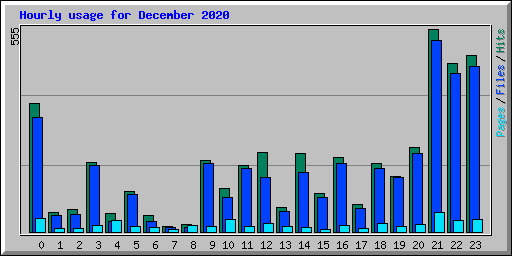 Hourly usage for December 2020
555
Pages/Files/Hits
0 1 2 3 4 5 6 7 8 9 10 11 12 13 14 15 16 17 18 19 20 21 22 23